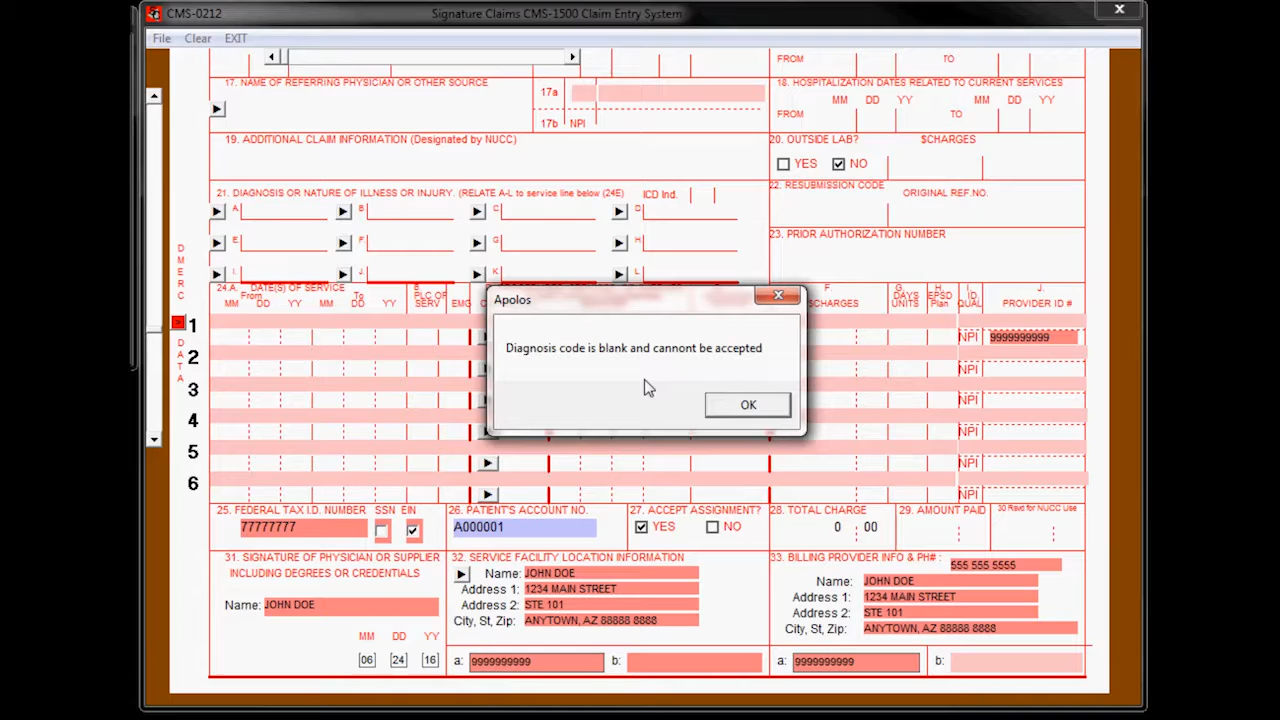 CMS-0212 Signature Claims CMS-1500 Claim Entry System
File Clear EXIT
FROM TO
17. NAME OF REFERRING PHYSICIAN OR OTHER SOURCE
17a
17b NPI
18. HOSPITALIZATION DATES RELATED TO CURRENT SERVICES
MM DD YY MM DD YY
FROM TO
19. ADDITIONAL CLAIM INFORMATION (Designated by NUCC)
20. OUTSIDE LAB? $CHARGES
YES NO
21. DIAGNOSIS OR NATURE OF ILLNESS OR INJURY. (RELATE A-L to service line below (24E) ICD Ind.
A. B. C D
E. F. G. H.
I. J. K L
22. RESUBMISSION CODE ORIGINAL REF.NO.
23. PRIOR AUTHORIZATION NUMBER
DMERC
DATA
24.A. DATE(S) OF SERVICE
From To
MM DD YY MM DD YY
B.
PLC OF
SERV
EMG
F
CHARGES
G.
DAYS
UNITS
H.
EPSD
Plan
I.
ID
QUAL
J.
PROVIDER ID #
1
NPI 9999999999
2
NPI
3
NPI
4
NPI
5
NPI
6
NPI
Apolos
Diagnosis code is blank and cannont be accepted
OK
25. FEDERAL TAX I.D. NUMBER SSN EIN
77777777
26. PATIENT'S ACCOUNT NO.
A000001
27. ACCEPT ASSIGNMENT?
YES NO
28. TOTAL CHARGE
0 00
29. AMOUNT PAID
30 Rsvd for NUCC Use
31. SIGNATURE OF PHYSICIAN OR SUPPLIER
INCLUDING DEGREES OR CREDENTIALS
Name: JOHN DOE
MM DD YY
06 24 16
32. SERVICE FACILITY LOCATION INFORMATION
Name: JOHN DOE
Address 1: 1234 MAIN STREET
Address 2: STE 101
City, St, Zip: ANYTOWN, AZ 88888 8888
a: 9999999999 b:
33. BILLING PROVIDER INFO & PH# : 555 555 5555
Name: JOHN DOE
Address 1: 1234 MAIN STREET
Address 2: STE 101
City, St, Zip: ANYTOWN, AZ 88888 8888
a: 9999999999 b: